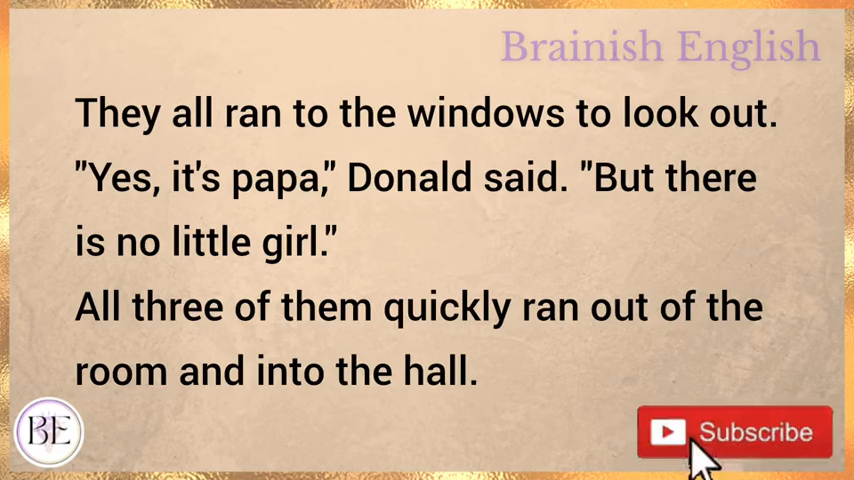 Brainish English
They all ran to the windows to look out.
"Yes, it's papa," Donald said. "But there
is no little girl."
All three of them quickly ran out of the
room and into the hall.
BE
Subscribe